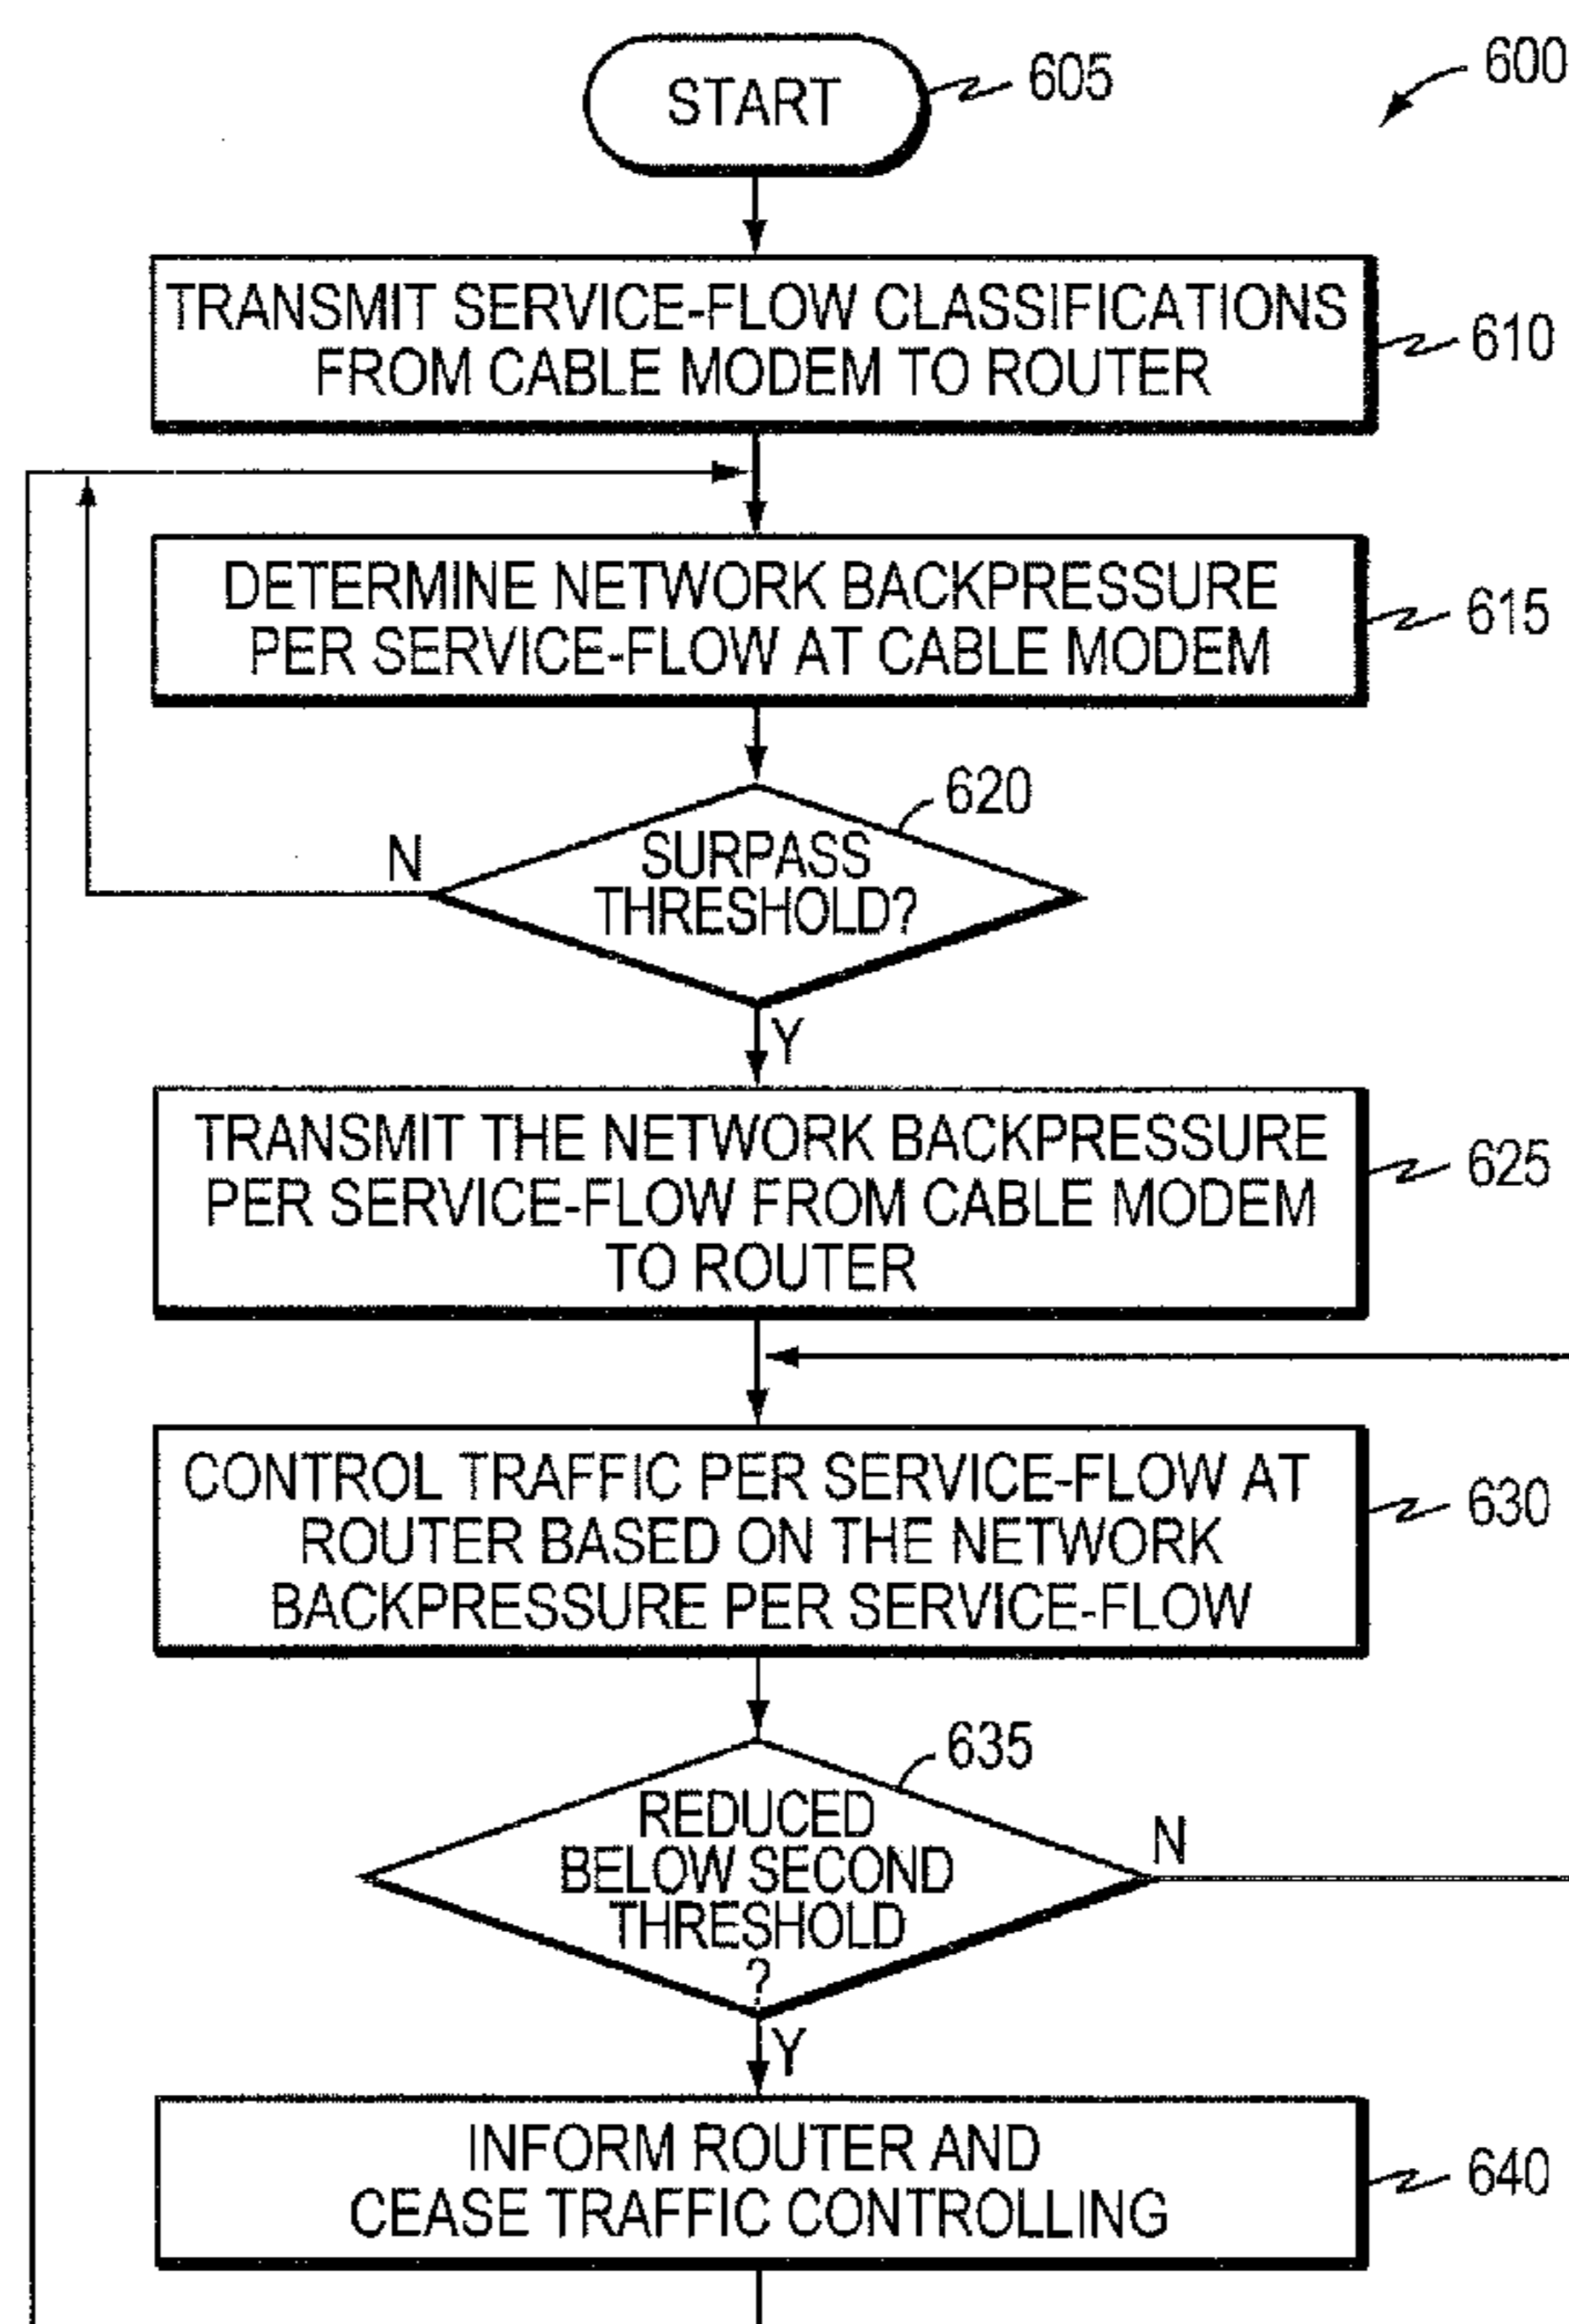 START
605
600
TRANSMIT SERVICE-FLOW CLASSIFICATIONS
FROM CABLE MODEM TO ROUTER
610
DETERMINE NETWORK BACKPRESSURE
PER SERVICE-FLOW AT CABLE MODEM
615
620
SURPASS
THRESHOLD?
N
Y
TRANSMIT THE NETWORK BACKPRESSURE
PER SERVICE-FLOW FROM CABLE MODEM
TO ROUTER
625
CONTROL TRAFFIC PER SERVICE-FLOW AT
ROUTER BASED ON THE NETWORK
BACKPRESSURE PER SERVICE-FLOW
630
635
REDUCED
BELOW SECOND
THRESHOLD
?
N
Y
INFORM ROUTER AND
CEASE TRAFFIC CONTROLLING
640